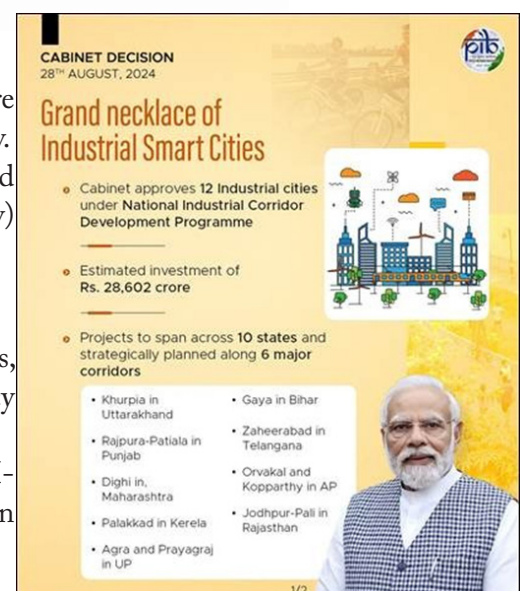 re
y.
d
y)
s,
ty
-
n
pib
CABINET DECISION
28TH AUGUST, 2024
Grand necklace of
Industrial Smart Cities
Cabinet approves 12 Industrial cities
under National Industrial Corridor
Development Programme
Estimated investment of
Rs. 28,602 crore
Projects to span across 10 states and
strategically planned along 6 major
corridors
• Khurpia in
Uttarakhand
• Rajpura-Patiala in
Punjab
• Dighi in,
Maharashtra
• Palakkad in Kerela
• Agra and Prayagraj
in UP
• Gaya in Bihar
• Zaheerabad in
Telangana
• Orvakal and
Kopparthy in AP
• Jodhpur-Pali in
Rajasthan
1/2